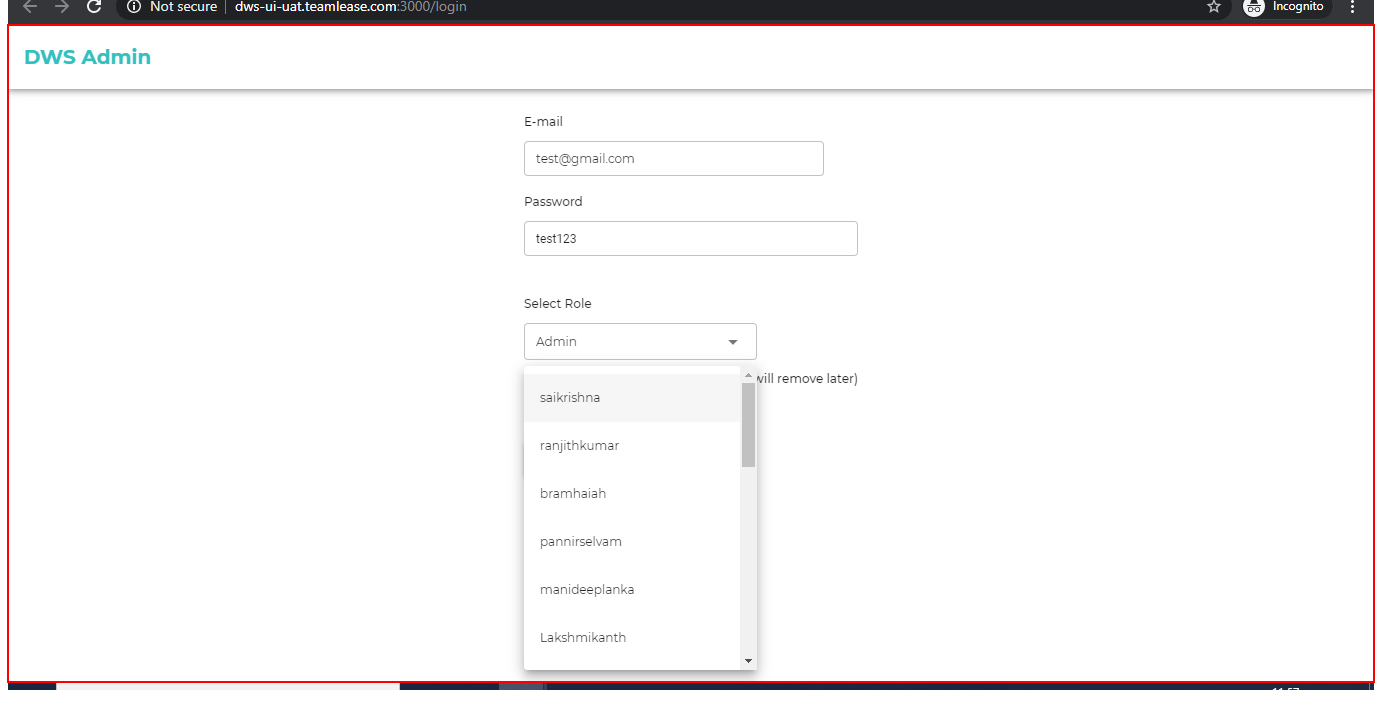 Not secure | dws-ui-uat.teamlease.com:3000/login Incognito
DWS Admin
E-mail
test@gmail.com
Password
test123
Select Role
Admin
will remove later)
saikrishna
ranjithkumar
bramhaiah
pannirselvam
manideeplanka
Lakshmikanth